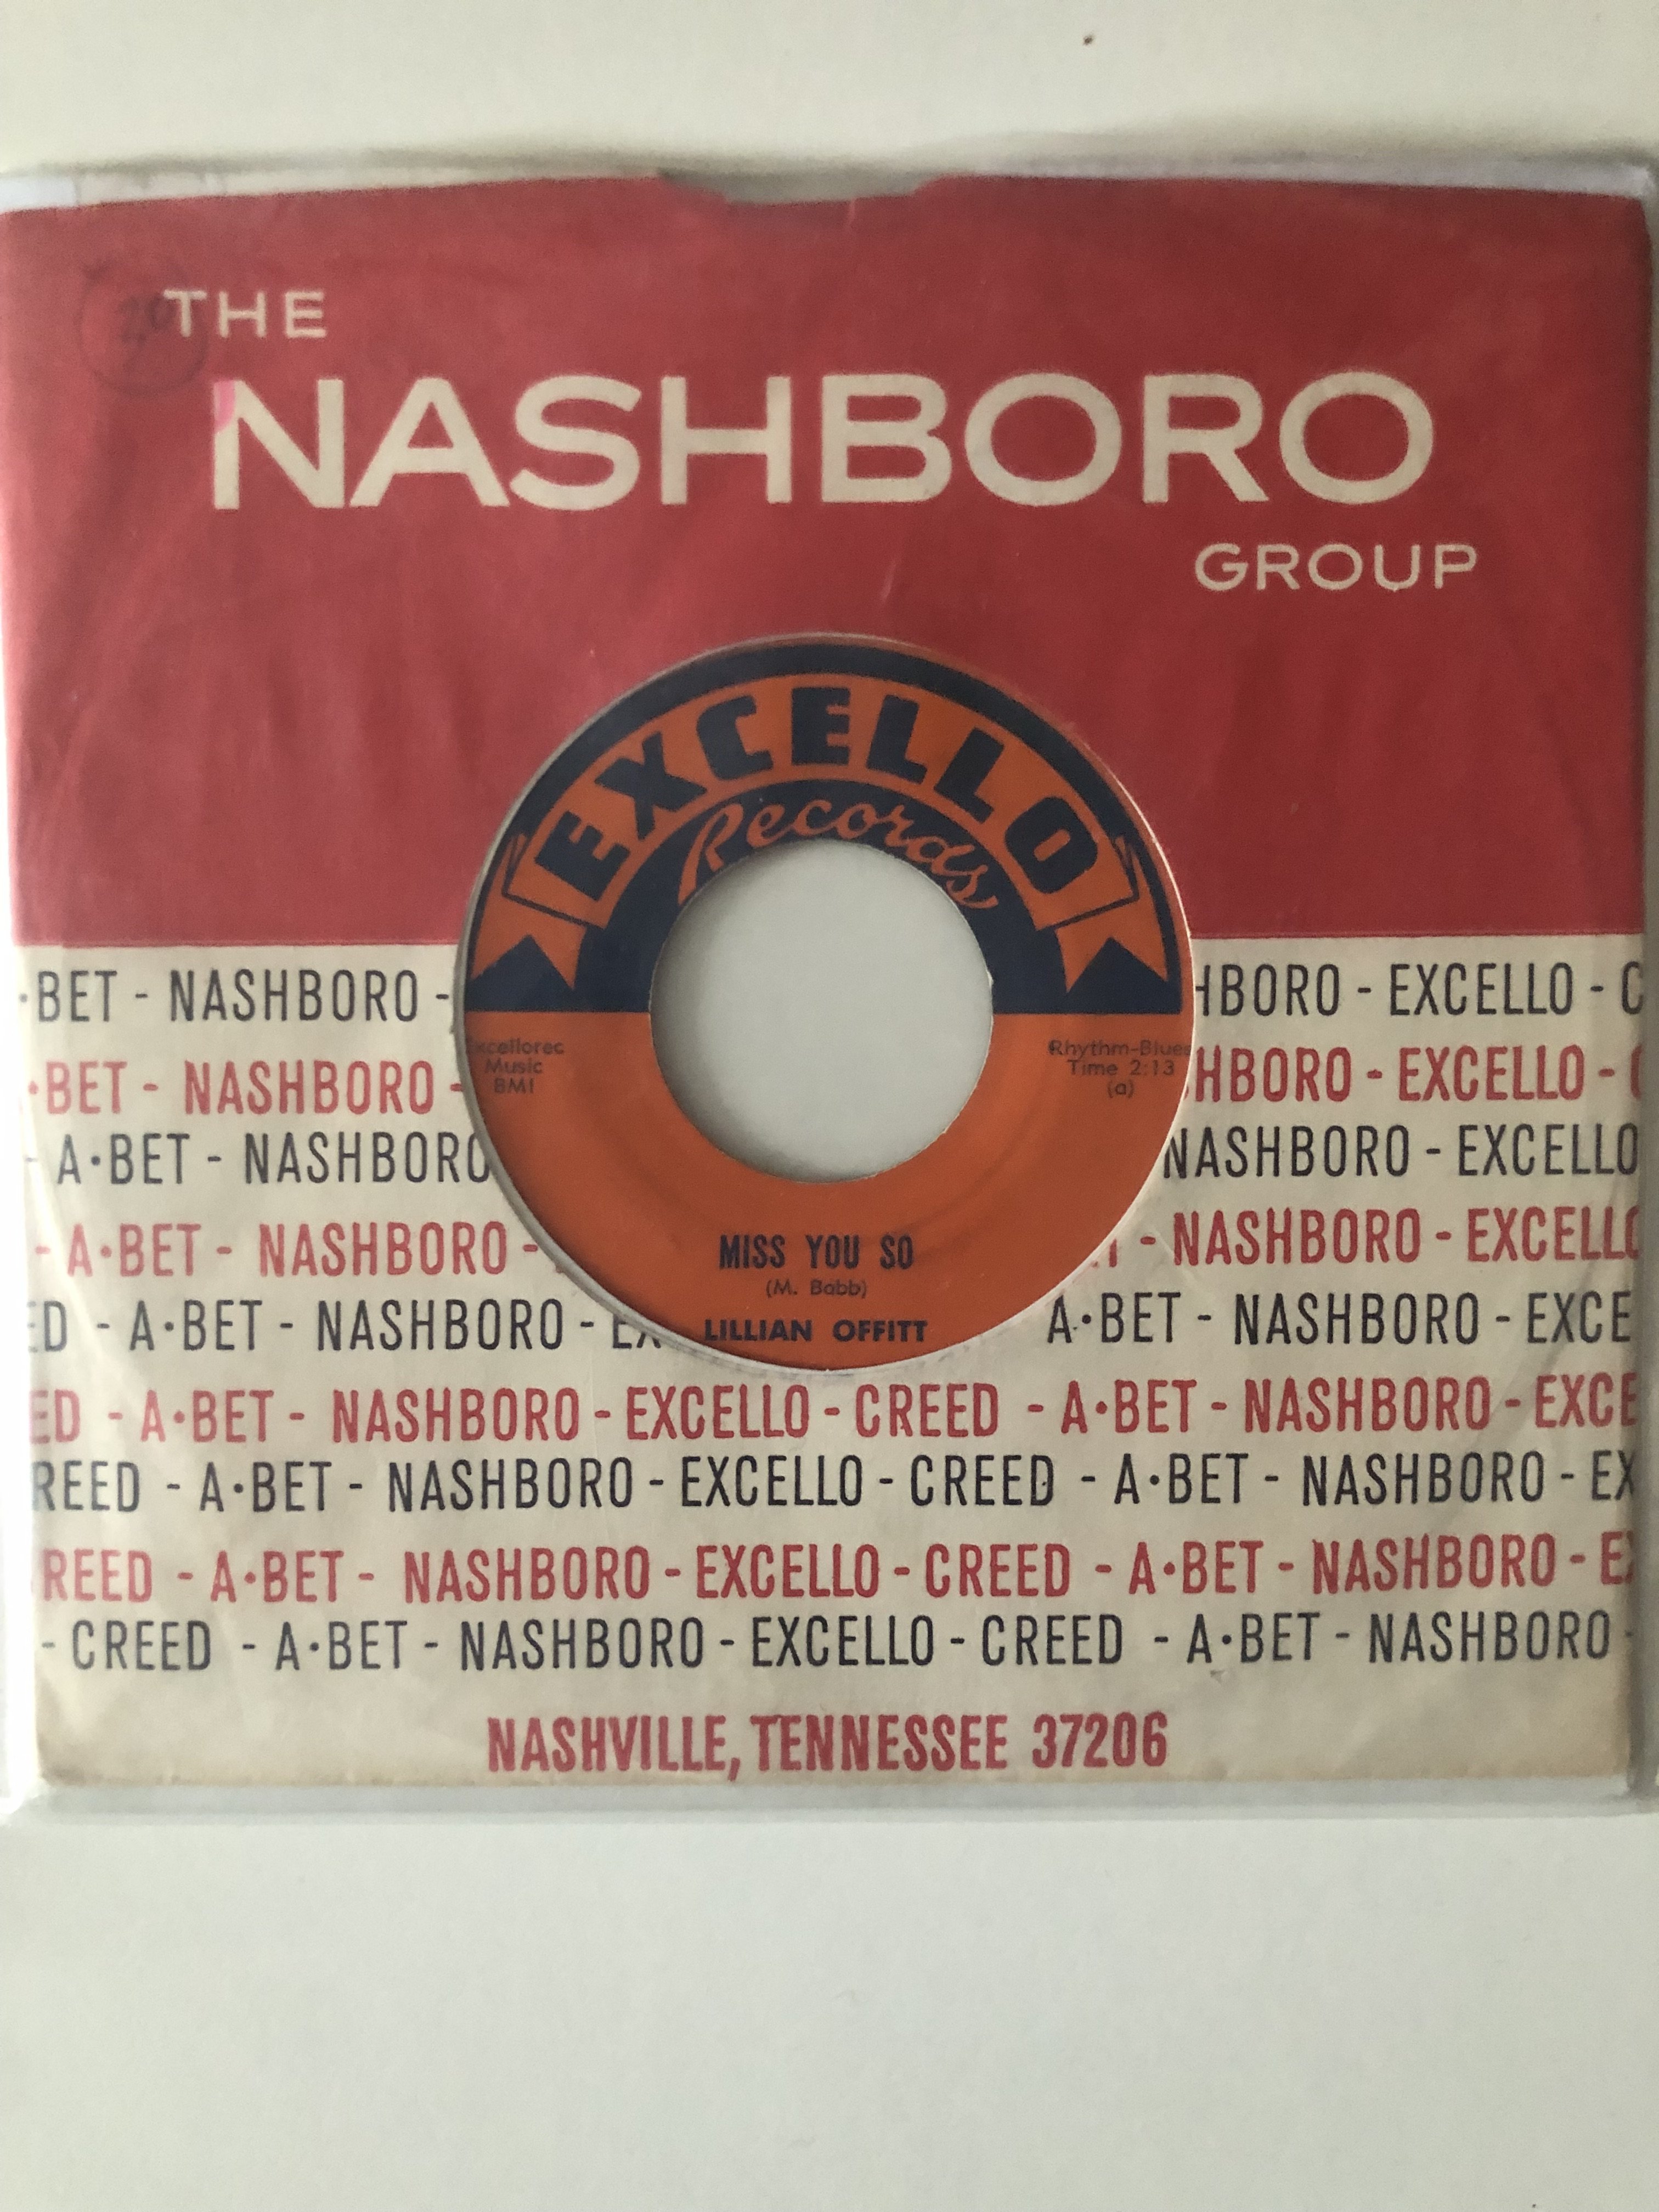 THE
NASHBORO
GROUP
EXCELLO
Records
Excellorec
Music
BMI
Rhythm-Blues
Time 2:13
(a)
MISS YOU SO
(M. Babb)
LILLIAN OFFITT
·BET - NASHBORO - HBORO - EXCELLO - C
·BET - NASHBORO - HBORO - EXCELLO -
- A·BET - NASHBORO NASHBORO - EXCELLO
- A·BET - NASHBORO - - NASHBORO - EXCELLO
ED - A·BET - NASHBORO - EX A·BET - NASHBORO - EXCE
ED - A·BET - NASHBORO - EXCELLO - CREED - A·BET - NASHBORO - EXCE
REED - A·BET - NASHBORO - EXCELLO - CREED - A·BET - NASHBORO - EX
REED - A·BET - NASHBORO - EXCELLO - CREED - A·BET - NASHBORO - EX
- CREED - A·BET - NASHBORO - EXCELLO - CREED - A·BET - NASHBORO -
NASHVILLE, TENNESSEE 37206